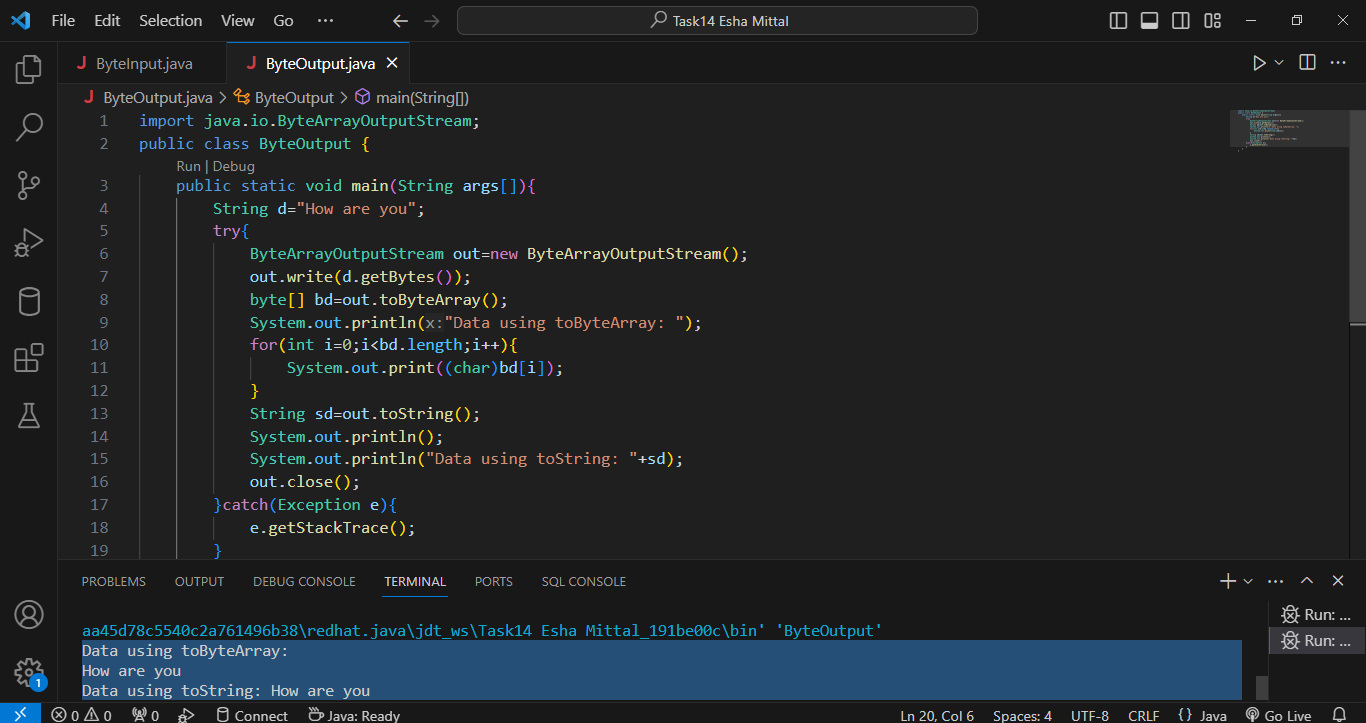 File Edit Selection View Go ··· Task14 Esha Mittal
J ByteInput.java J ByteOutput.java
J ByteOutput.java > ByteOutput > main(String[])
1 import java.io.ByteArrayOutputStream;
2 public class ByteOutput {
Run | Debug
3 public static void main(String args[]){
4 String d="How are you";
5 try{
6 ByteArrayOutputStream out=new ByteArrayOutputStream();
7 out.write(d.getBytes());
8 byte[] bd=out.toByteArray();
9 System.out.println(x:"Data using toByteArray: ");
10 for(int i=0;i<bd.length;i++){
11 System.out.print((char)bd[i]);
12 }
13 String sd=out.toString();
14 System.out.println();
15 System.out.println("Data using toString: "+sd);
16 out.close();
17 }catch(Exception e){
18 e.getStackTrace();
19 }
PROBLEMS OUTPUT DEBUG CONSOLE TERMINAL PORTS SQL CONSOLE
aa45d78c5540c2a761496b38\redhat.java\jdt_ws\Task14 Esha Mittal_191be00c\bin' 'ByteOutput'
Data using toByteArray:
How are you
Data using toString: How are you
Run: ...
Run: ...
1
0 0 0 Connect Java: Ready Ln 20, Col 6 Spaces: 4 UTF-8 CRLF {} Java Go Live